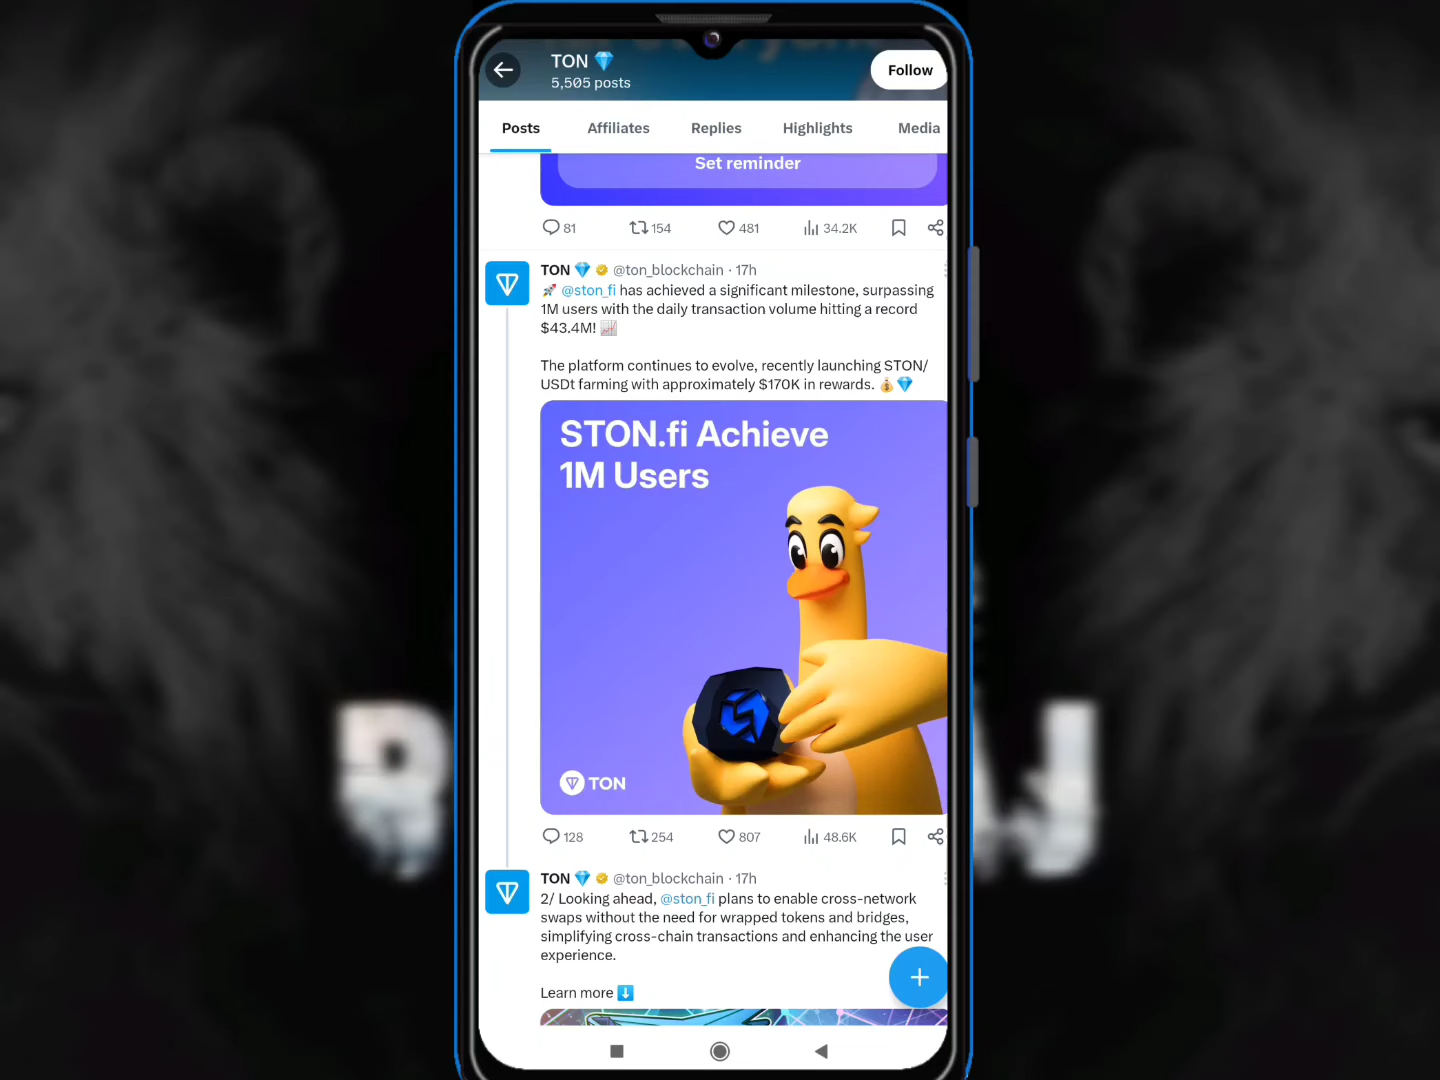 TON 💎
5,505 posts
Follow
Posts Affiliates Replies Highlights Media
Set reminder
81 154 481 34.2K
TON 💎 @ton_blockchain · 17h
🚀 @ston_fi has achieved a significant milestone, surpassing
1M users with the daily transaction volume hitting a record
$43.4M! 📈
The platform continues to evolve, recently launching STON/
USDt farming with approximately $170K in rewards. 💰💎
STON.fi Achieve
1M Users
TON
128 254 807 48.6K
TON 💎 @ton_blockchain · 17h
2/ Looking ahead, @ston_fi plans to enable cross-network
swaps without the need for wrapped tokens and bridges,
simplifying cross-chain transactions and enhancing the user
experience.
Learn more ⬇️